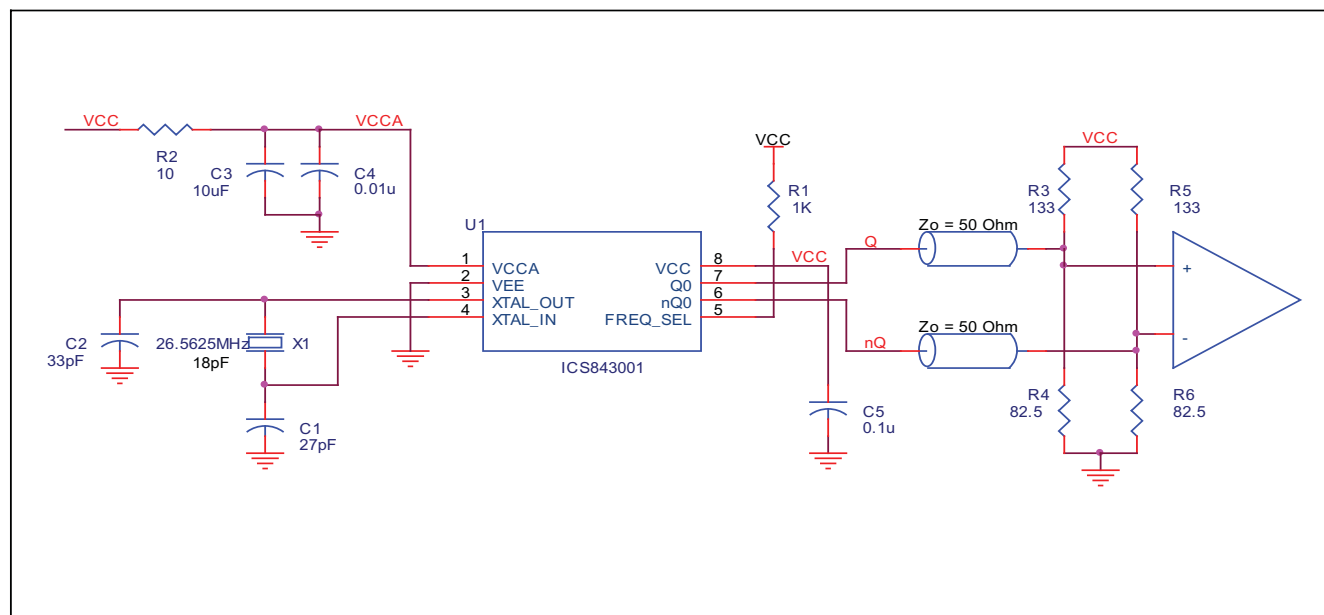 VCC
R2
10
C3
10uF
C4
0.01u
VCCA
C2
33pF
26.5625MHz
18pF
X1
C1
27pF
U1
1
2
3
4
VCCA
VEE
XTAL_OUT
XTAL_IN
VCC
Q0
nQ0
FREQ_SEL
8
7
6
5
ICS843001
VCC
R1
1K
VCC
C5
0.1u
Q
Zo = 50 Ohm
nQ
Zo = 50 Ohm
VCC
R3
133
R5
133
R4
82.5
R6
82.5
+
-